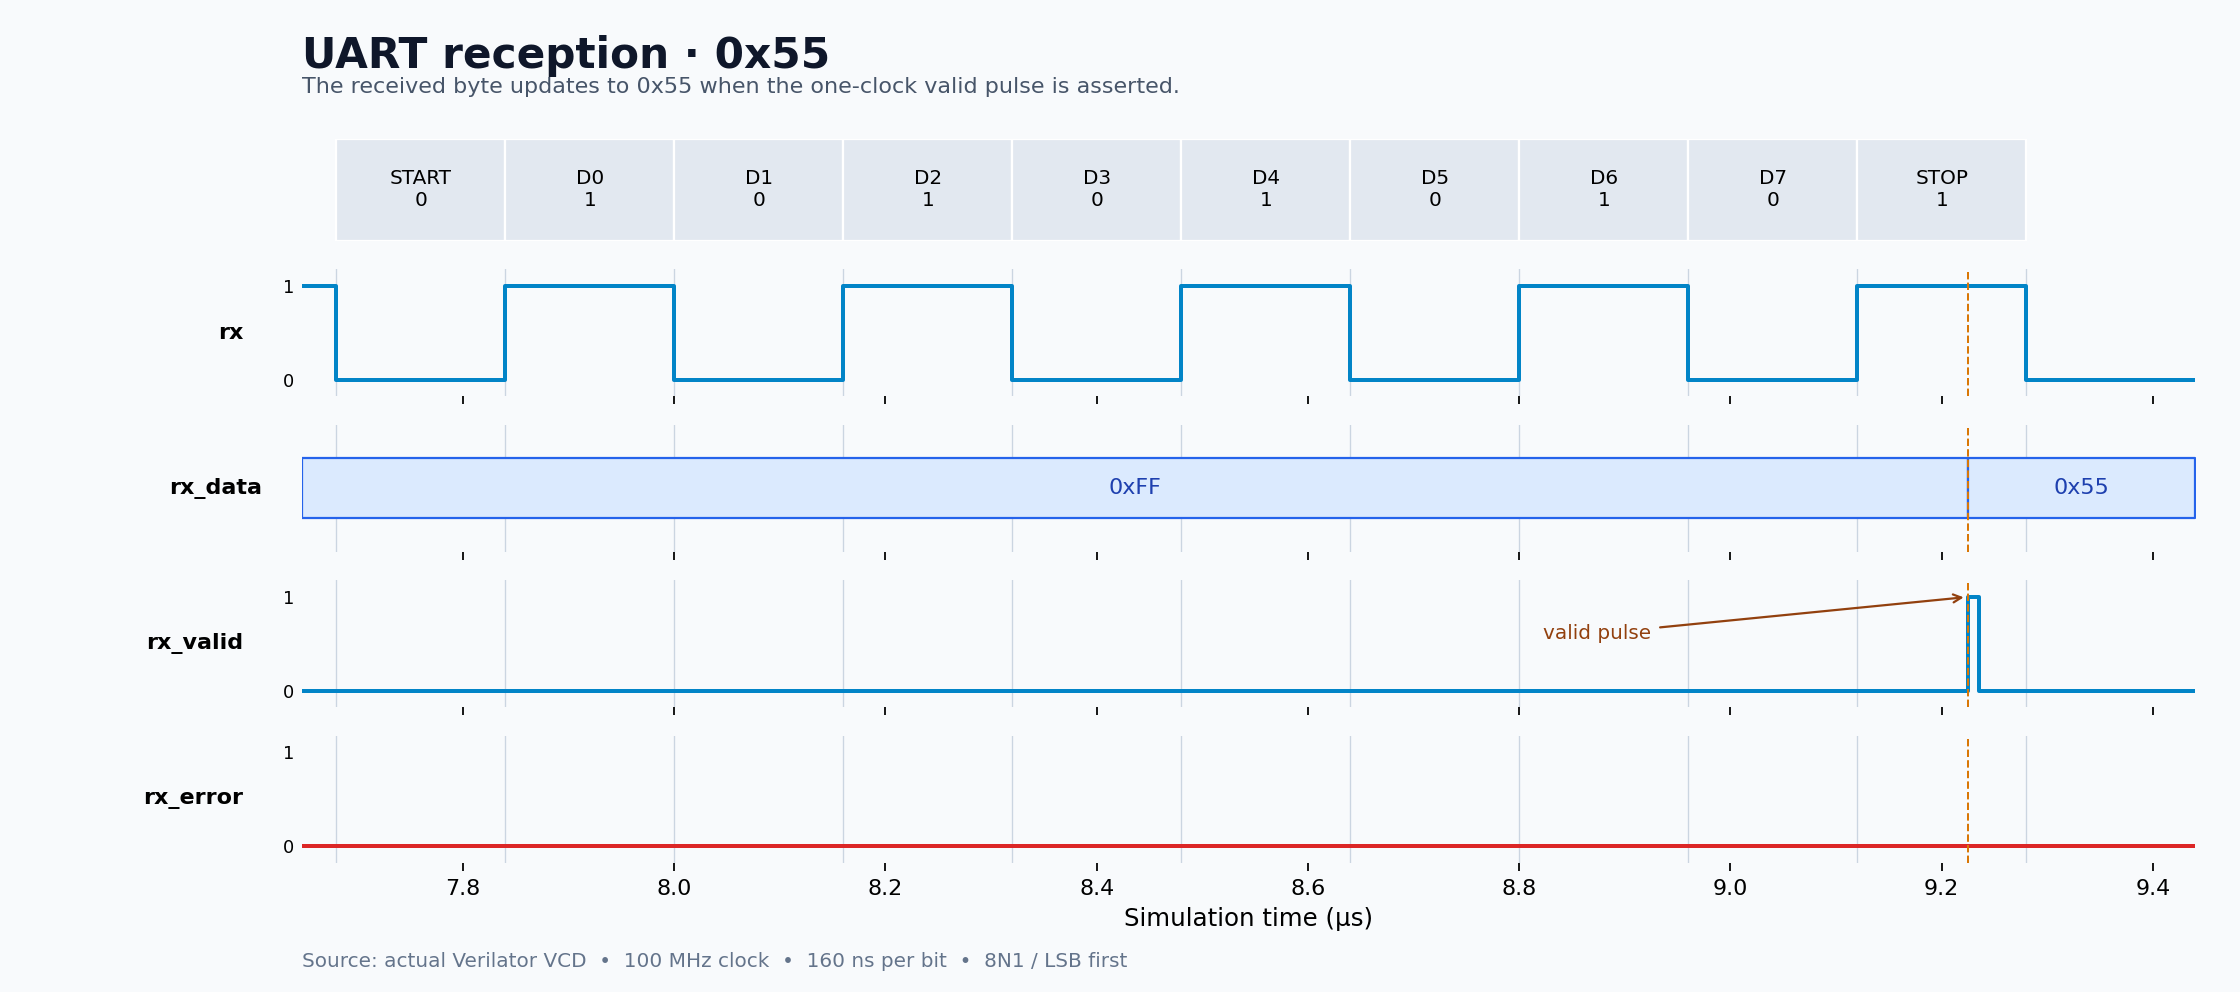 UART reception · 0x55
The received byte updates to 0x55 when the one-clock valid pulse is asserted.
START D0 D1 D2 D3 D4 D5 D6 D7 STOP
0 1 0 1 0 1 0 1 0 1
1
rx
0
rx_data 0xFF 0x55
1
valid pulse
rx_valid
0
1
rx_error
0
7.8 8.0 8.2 8.4 8.6 8.8 9.0 9.2 9.4
Simulation time (µs)
Source: actual Verilator VCD • 100 MHz clock • 160 ns per bit • 8N1 / LSB first